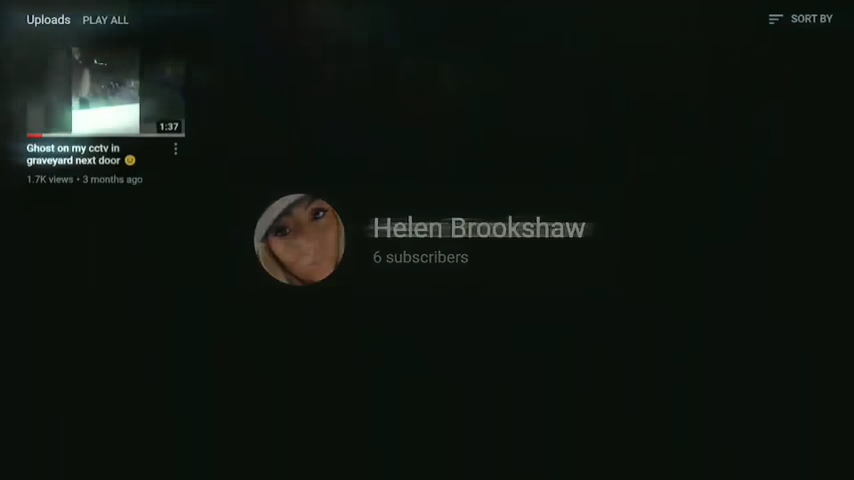 Uploads PLAY ALL
SORT BY
1:37
Ghost on my cctv in
graveyard next door
1.7K views • 3 months ago
Helen Brookshaw
6 subscribers